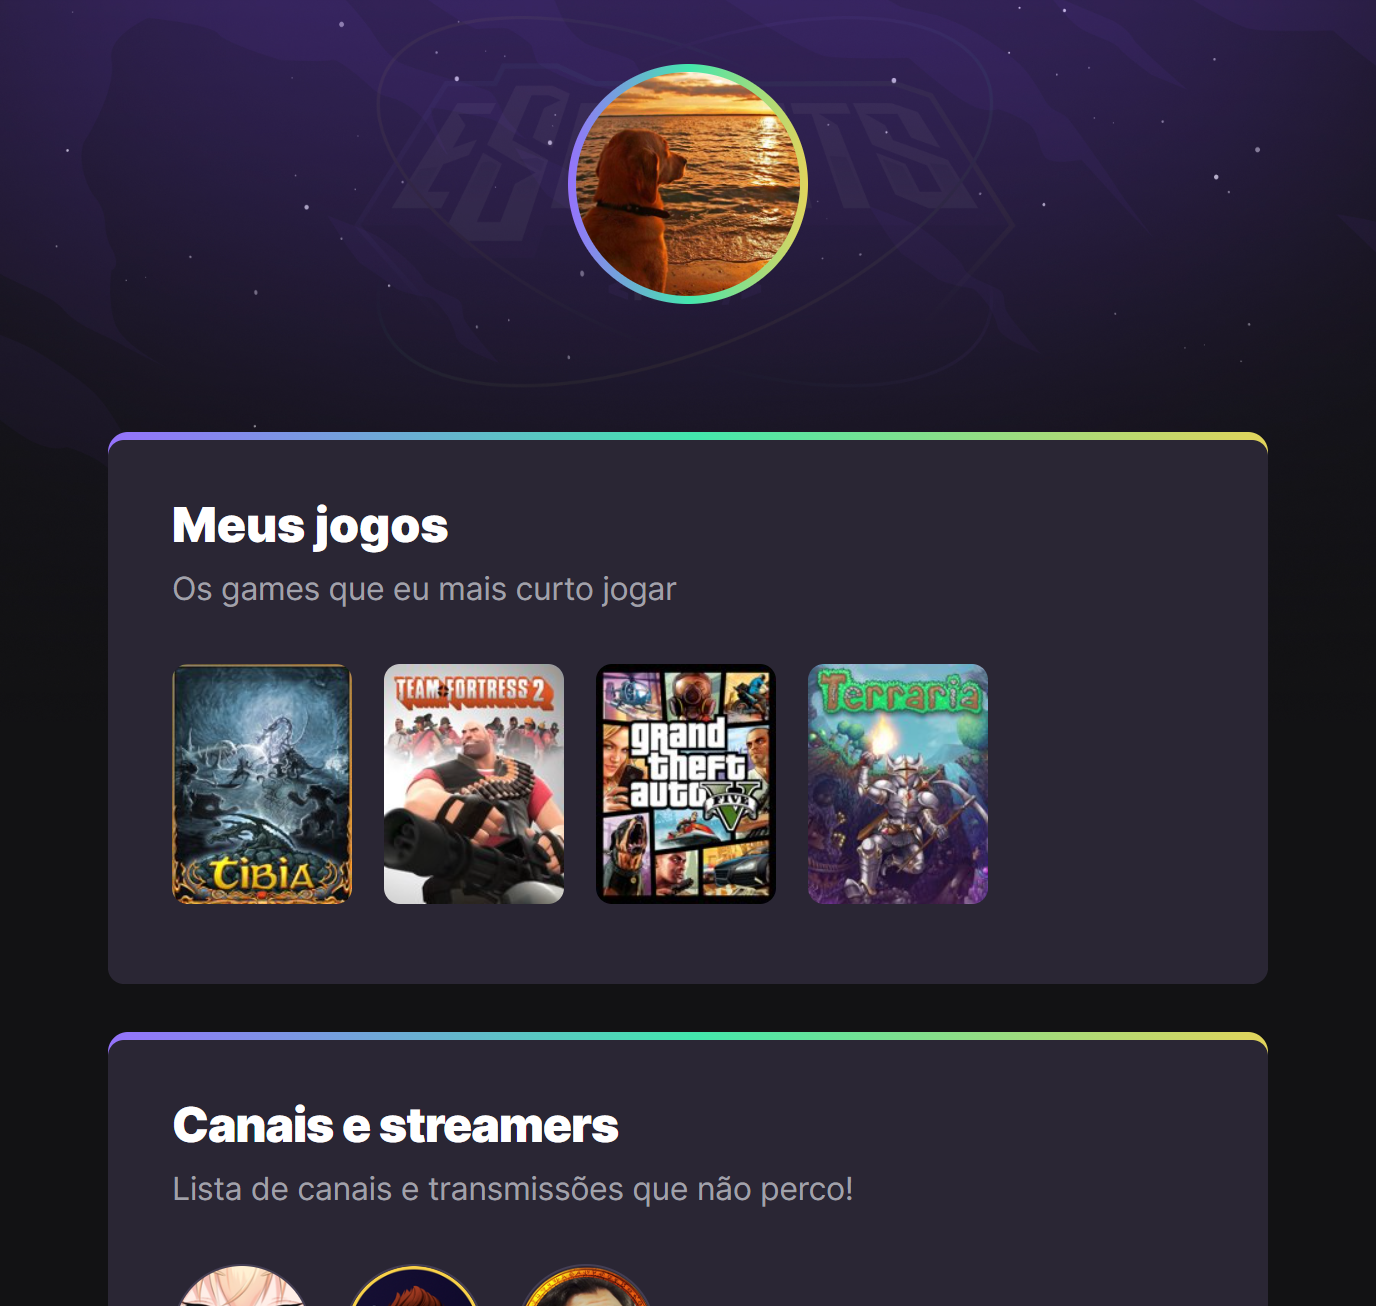 ESPORTS
Meus jogos
Os games que eu mais curto jogar
TiBiA
TEAM FORTRESS 2
grand
theft
auto
FIVE
V
Terraria
Canais e streamers
Lista de canais e transmissões que não perco!